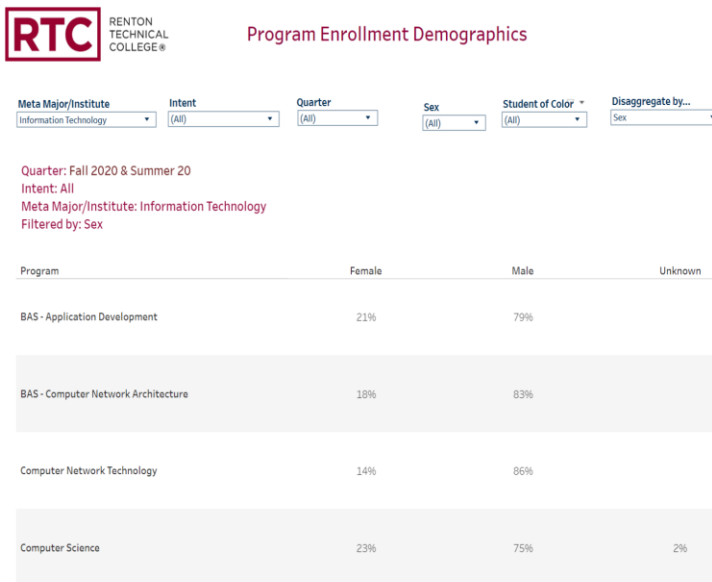 RTC RENTON
TECHNICAL
COLLEGE®
Program Enrollment Demographics
Meta Major/Institute Intent Quarter Sex Student of Color Disaggregate by...
Information Technology (All) (All) (All) (All) Sex
Quarter: Fall 2020 & Summer 20
Intent: All
Meta Major/Institute: Information Technology
Filtered by: Sex
Program Female Male Unknown
BAS - Application Development 21% 79%
BAS - Computer Network Architecture 18% 83%
Computer Network Technology 14% 86%
Computer Science 23% 75% 2%